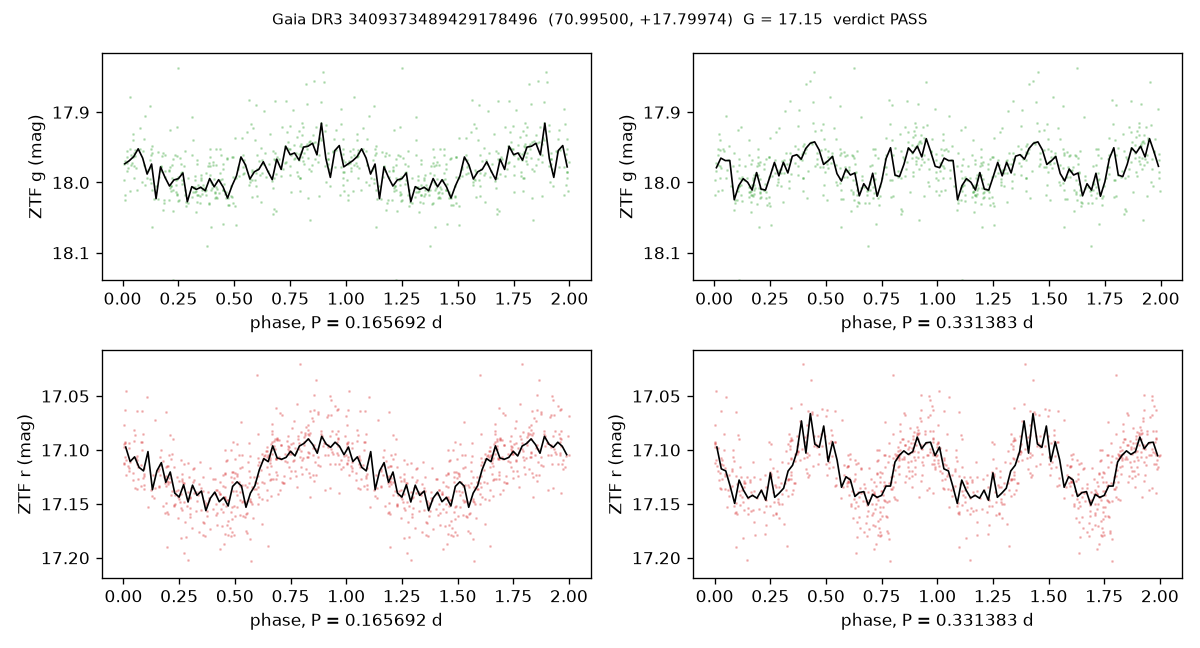 Gaia DR3 3409373489429178496 (70.99500, +17.79974) G = 17.15 verdict PASS
ZTF g (mag)
17.9
18.0
18.1
0.00 0.25 0.50 0.75 1.00 1.25 1.50 1.75 2.00
phase, P = 0.165692 d
ZTF g (mag)
17.9
18.0
18.1
0.00 0.25 0.50 0.75 1.00 1.25 1.50 1.75 2.00
phase, P = 0.331383 d
ZTF r (mag)
17.05
17.10
17.15
17.20
0.00 0.25 0.50 0.75 1.00 1.25 1.50 1.75 2.00
phase, P = 0.165692 d
ZTF r (mag)
17.05
17.10
17.15
17.20
0.00 0.25 0.50 0.75 1.00 1.25 1.50 1.75 2.00
phase, P = 0.331383 d